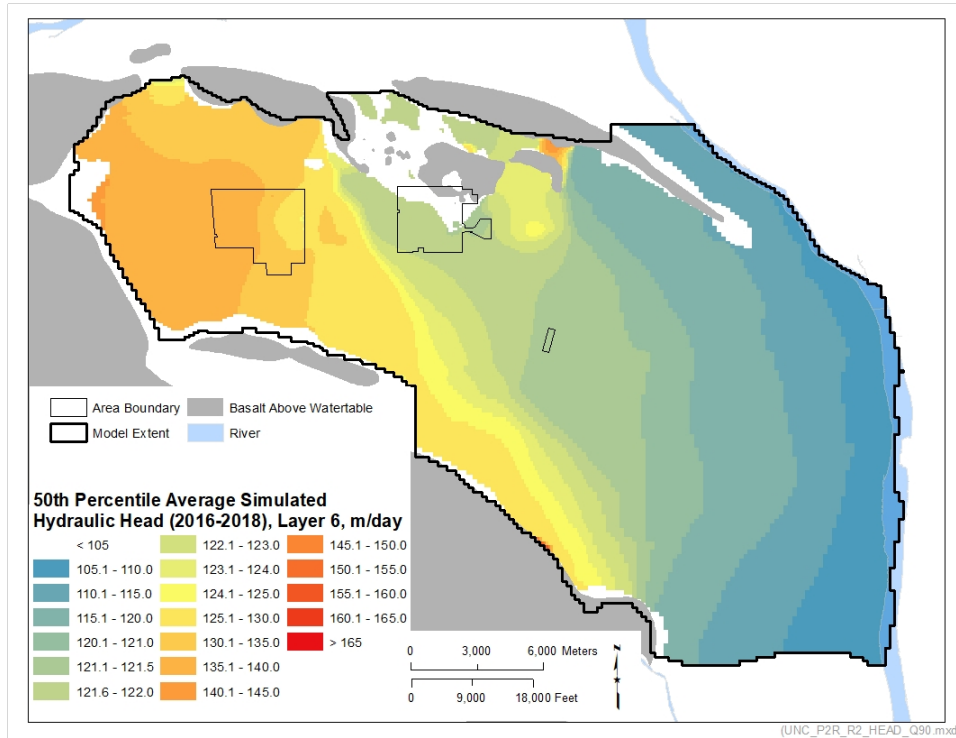 Area Boundary
Basalt Above Watertable
Model Extent
River
50th Percentile Average Simulated
Hydraulic Head (2016-2018), Layer 6, m/day
< 105
122.1 - 123.0
145.1 - 150.0
105.1 - 110.0
123.1 - 124.0
150.1 - 155.0
110.1 - 115.0
124.1 - 125.0
155.1 - 160.0
115.1 - 120.0
125.1 - 130.0
160.1 - 165.0
120.1 - 121.0
130.1 - 135.0
> 165
121.1 - 121.5
135.1 - 140.0
121.6 - 122.0
140.1 - 145.0
0 3,000 6,000 Meters
0 9,000 18,000 Feet
N
(UNC_P2R_R2_HEAD_Q90.mxd